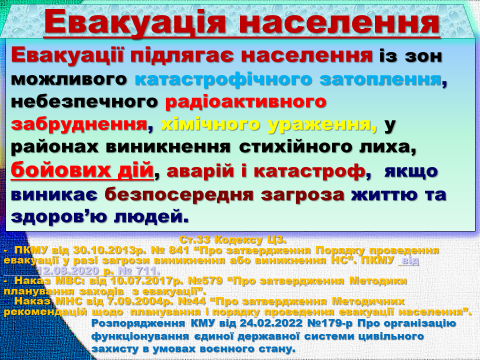 Евакуація населення
Евакуації підлягає населення із зон
можливого катастрофічного затоплення,
небезпечного радіоактивного
забруднення, хімічного ураження, у
районах виникнення стихійного лиха,
бойових дій, аварій і катастроф, якщо
виникає безпосередня загроза життю та
здоров’ю людей.
Ст.33 Кодексу ЦЗ.
- ПКМУ від 30.10.2013р. № 841 “Про затвердження Порядку проведення
евакуації у разі загрози виникнення або виникнення НС”. ПКМУ від
12.08.2020 р. № 711.
- Наказ МВС: від 10.07.2017р. №579 “Про затвердження Методики
планування заходів з евакуації”.
- Наказ МНС від 7.09.2004р. №44 “Про затвердження Методичних
рекомендацій щодо планування і порядку проведення евакуації населення”.
Розпорядження КМУ від 24.02.2022 №179-р Про організацію
функціонування єдиної державної системи цивільного
захисту в умовах воєнного стану.